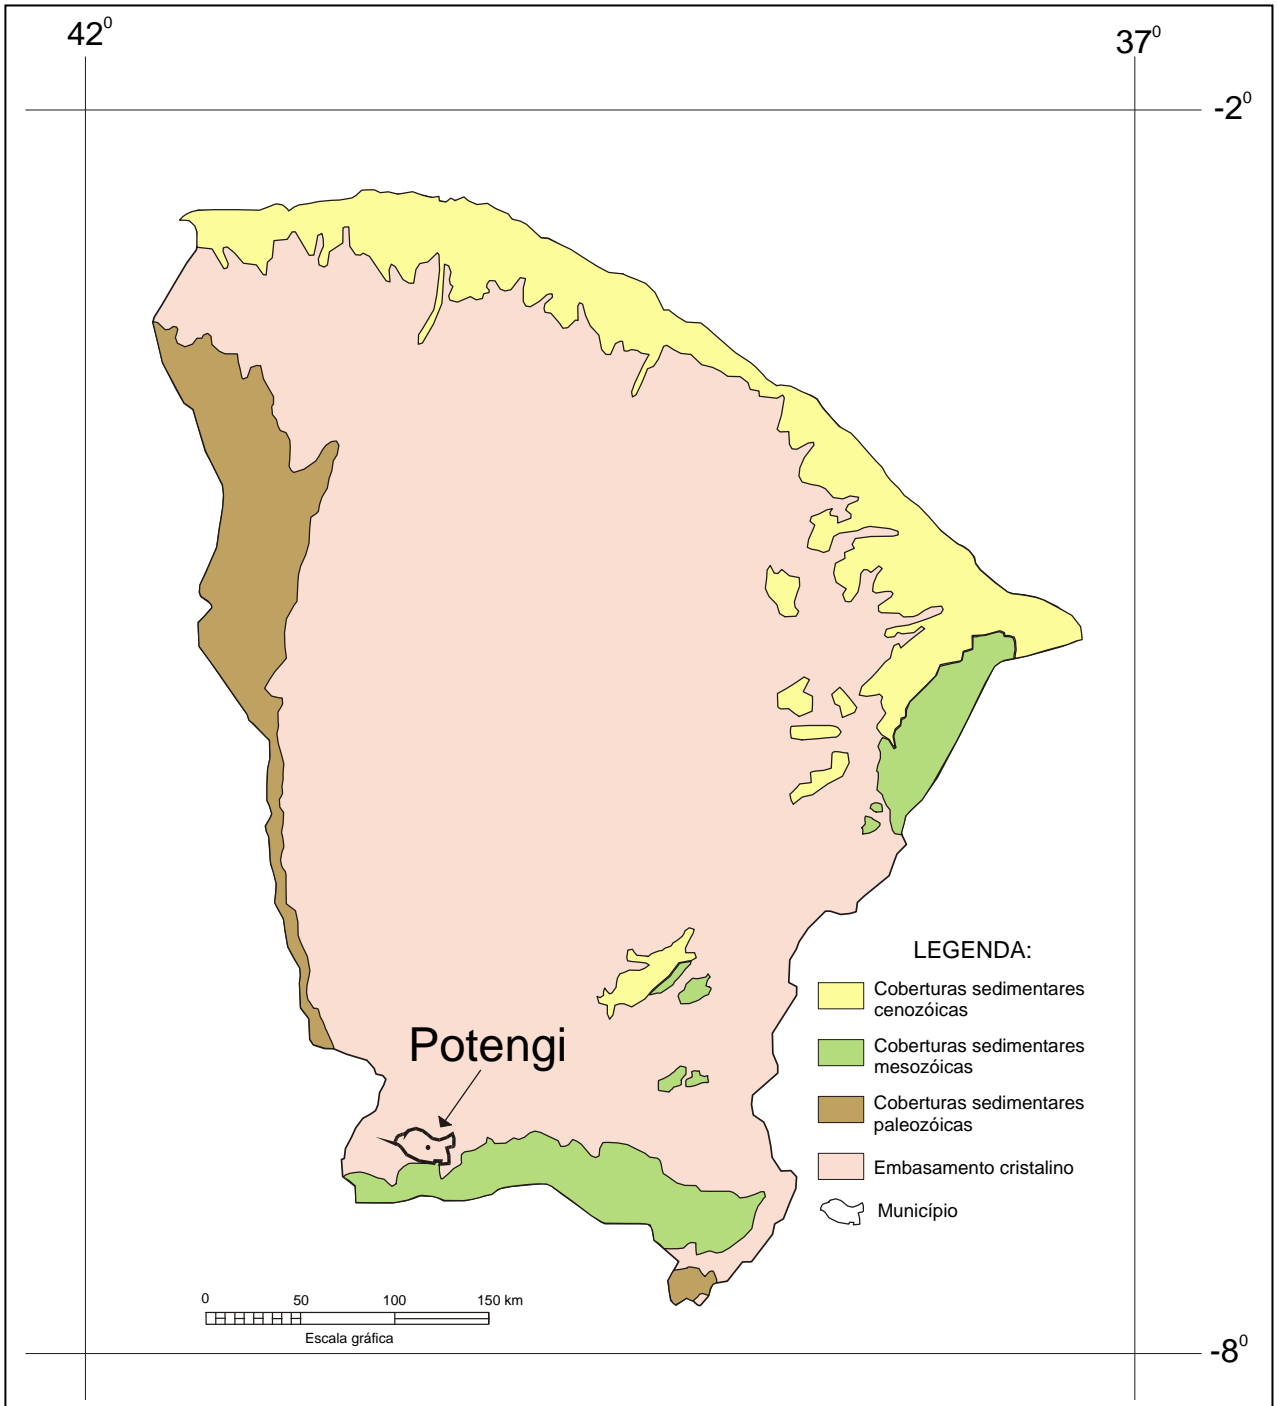 42⁰
37⁰
-2⁰
LEGENDA:
Coberturas sedimentares
cenozóicas
Potengi
Coberturas sedimentares
mesozóicas
Coberturas sedimentares
paleozóicas
Embasamento cristalino
Município
0 50 100 150 km
Escala gráfica
-8⁰